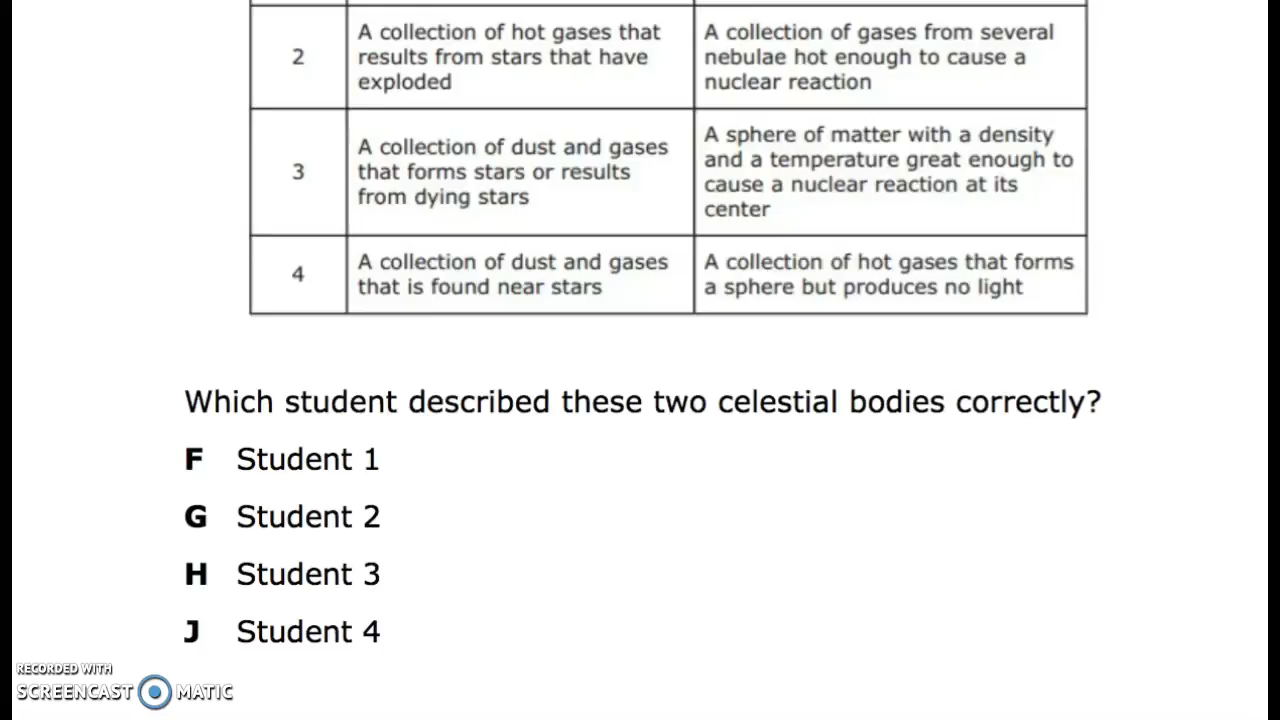 2
A collection of hot gases that
results from stars that have
exploded
A collection of gases from several
nebulae hot enough to cause a
nuclear reaction
3
A collection of dust and gases
that forms stars or results
from dying stars
A sphere of matter with a density
and a temperature great enough to
cause a nuclear reaction at its
center
4
A collection of dust and gases
that is found near stars
A collection of hot gases that forms
a sphere but produces no light
Which student described these two celestial bodies correctly?
F Student 1
G Student 2
H Student 3
J Student 4
RECORDED WITH
SCREENCAST MATIC